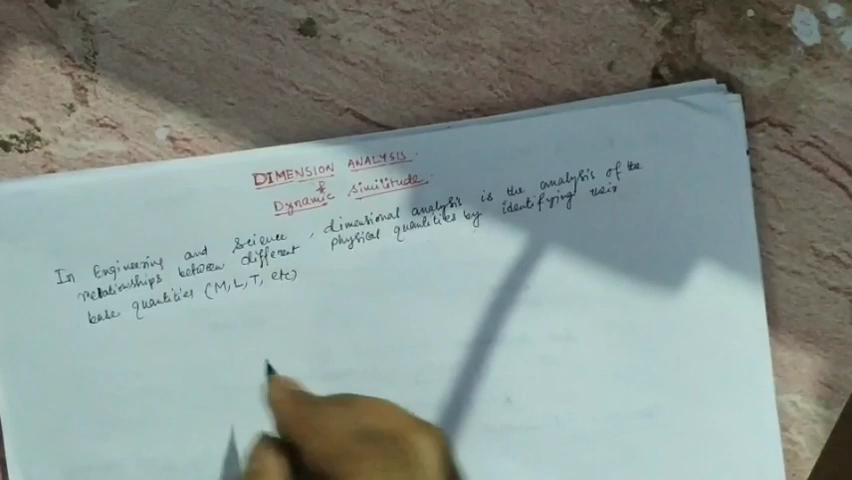 DIMENSION ANALYSIS
&
Dynamic Similitude
In Engineering and Science, dimensional analysis is the analysis of the
relationships between different physical quantities by identifying their
base quantities (M, L, T, etc)